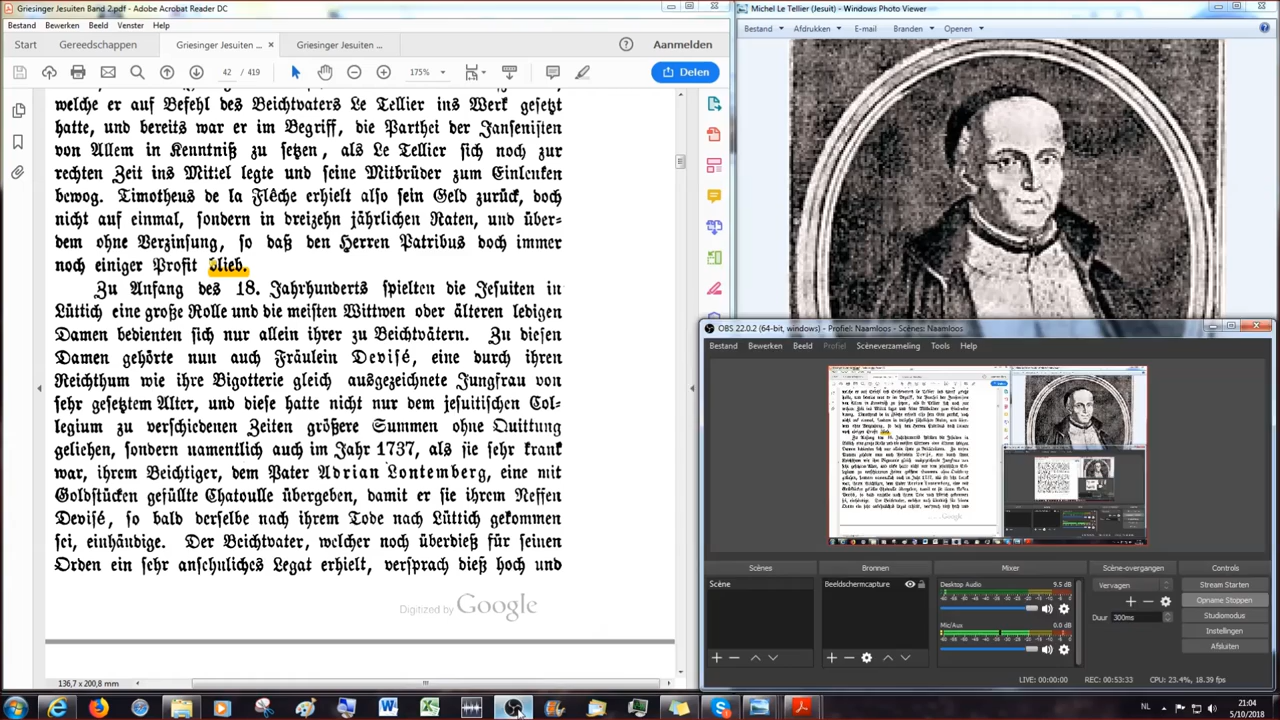 Griesinger Jesuiten Band 2.pdf - Adobe Acrobat Reader DC
Bestand Bewerken Beeld Venster Help
Start Gereedschappen Griesinger Jesuiten ... × Griesinger Jesuiten ... Aanmelden
42 / 419 175% Delen
welche er auf Befehl des Beichtvaters Le Tellier ins Werk gesetzt
hatte, und bereits war er im Begriff, die Parthei der Jansenisten
von Allem in Kenntniß zu setzen, als Le Tellier sich noch zur
rechten Zeit ins Mittel legte und seine Mitbrüder zum Einlenken
bewog. Timotheus de la Flêche erhielt also sein Geld zurück, doch
nicht auf einmal, sondern in dreizehn jährlichen Raten, und über-
dem ohne Verzinsung, so daß den Herren Patribus doch immer
noch einiger Profit blieb.
Zu Anfang des 18. Jahrhunderts spielten die Jesuiten in
Lüttich eine große Rolle und die meisten Wittwen oder älteren ledigen
Damen bedienten sich allein ihrer zu Beichtvätern. Zu diesen
Damen gehörte nun auch Fräulein Devisé, eine durch ihren
Reichthum wie ihre Bigotterie gleich ausgezeichnete Jungfrau von
sehr gesetztem Alter, und sie hatte nicht nur dem jesuitischen Col-
legium zu verschiedenen Zeiten größere Summen ohne Quittung
geliehen, sondern namentlich auch im Jahr 1737, als sie sehr krank
war, ihrem Beichtiger, dem Pater Adrian Lunterberg, eine mit
Goldstücken gefüllte Chatouille übergeben, damit er sie ihrem Neffen
Devisé, so bald derselbe nach ihrem Tode nach Lüttich gekommen
sei, einhändige. Der Beichtvater, der noch überdieß für seinen
Orden ein sehr anschuliches Legat erhielt, versprach dieß hoch und
Digitized by Google
136,7 x 200,8 mm
Michel Le Tellier (Jesuit) - Windows Photo Viewer
Bestand Afdrukken E-mail Branden Openen
OBS 22.0.2 (64-bit, windows) - Profiel: Naamloos - Scènes: Naamloos
Bestand Bewerken Beeld Profiel Scèneverzameling Tools Help
Scènes Bronnen Mixer Scène-overgangen Controls
Scène
Beeldschermcapture
Desktop Audio 9.5 dB
Mic/Aux 0.0 dB
Vervagen
Duur 300ms
Stream Starten
Opname Stoppen
Studiomodus
Instellingen
Afsluiten
LIVE: 00:00:00 REC: 00:53:33 CPU: 23.4%, 18.39 fps
NL 21:04
5/10/2018